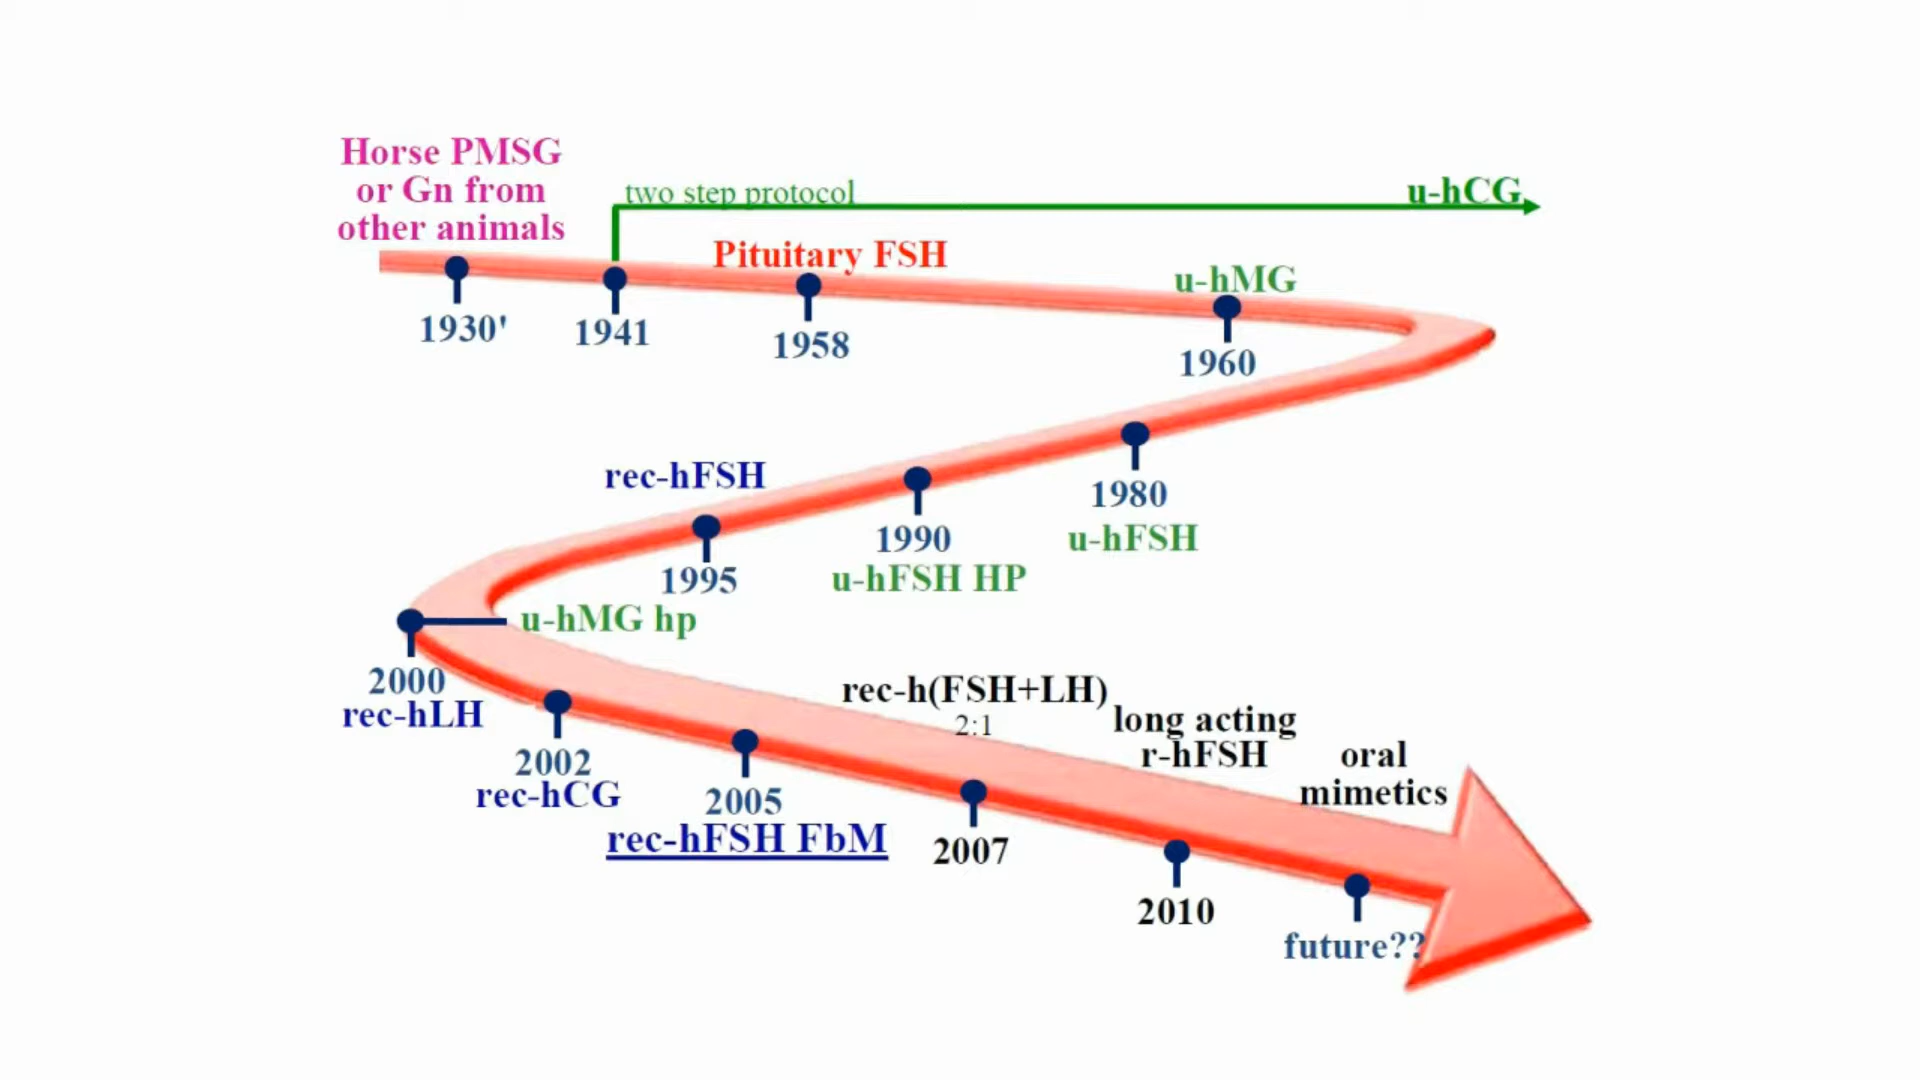 Horse PMSG
or Gn from
other animals
two step protocol
u-hCG
Pituitary FSH
u-hMG
1930'
1941
1958
1960
rec-hFSH
1995
1990
u-hFSH HP
1980
u-hFSH
u-hMG hp
2000
rec-hLH
2002
rec-hCG
2005
rec-hFSH FbM
rec-h(FSH+LH)
2:1
2007
long acting
r-hFSH
2010
oral
mimetics
future??